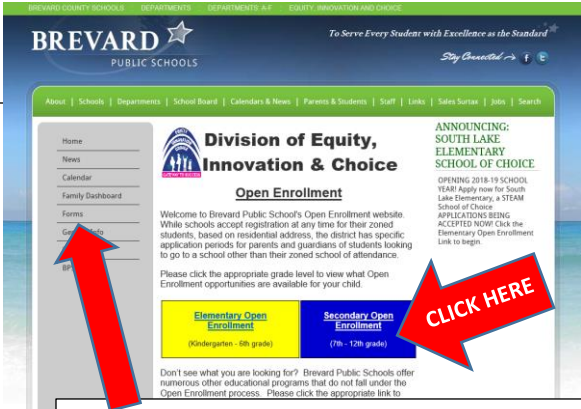 BREVARD COUNTY SCHOOLS DEPARTMENTS DEPARTMENTS: A-F EQUITY, INNOVATION AND CHOICE
BREVARD
PUBLIC SCHOOLS
To Serve Every Student with Excellence as the Standard
Stay Connected
About | Schools | Departments | School Board | Calendars & News | Parents & Students | Staff | Links | Sales Surtax | Jobs | Search
Home
News
Calendar
Family Dashboard
Forms
Division of Equity,
Innovation & Choice
Open Enrollment
Welcome to Brevard Public School's Open Enrollment website.
While schools accept registration at any time for their zoned
students, based on residential address, the district has specific
application periods for parents and guardians of students looking
to go to a school other than their zoned school of attendance.
Please click the appropriate grade level to view what Open
Enrollment opportunities are available for your child.
Elementary Open
Enrollment
(Kindergarten - 6th grade)
Secondary Open
Enrollment
(7th - 12th grade)
CLICK HERE
Don't see what you are looking for? Brevard Public Schools offer
numerous other educational programs that do not fall under the
Open Enrollment process. Please click the appropriate link to
ANNOUNCING:
SOUTH LAKE
ELEMENTARY
SCHOOL OF CHOICE
OPENING 2018-19 SCHOOL
YEAR! Apply now for South
Lake Elementary, a STEAM
School of Choice
APPLICATIONS BEING
ACCEPTED NOW! Click the
Elementary Open Enrollment
Link to begin.